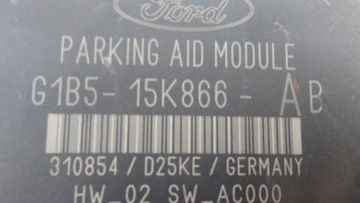 Ford
PARKING AID MODULE
G1B5- 15K866 - AB
310854 / D25KE / GERMANY
HW_02 SW_AC000